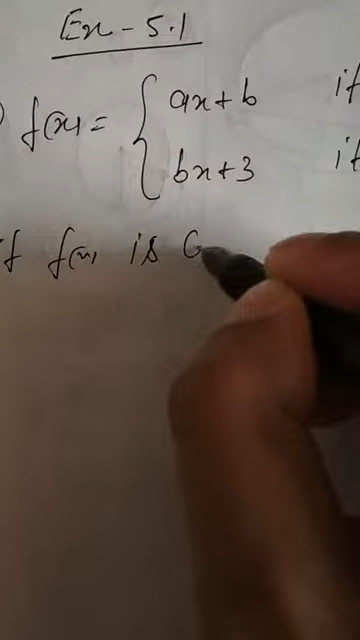 Ex - 5.1
) f(x) = { ax + b if
bx + 3 if
if f(x) is C